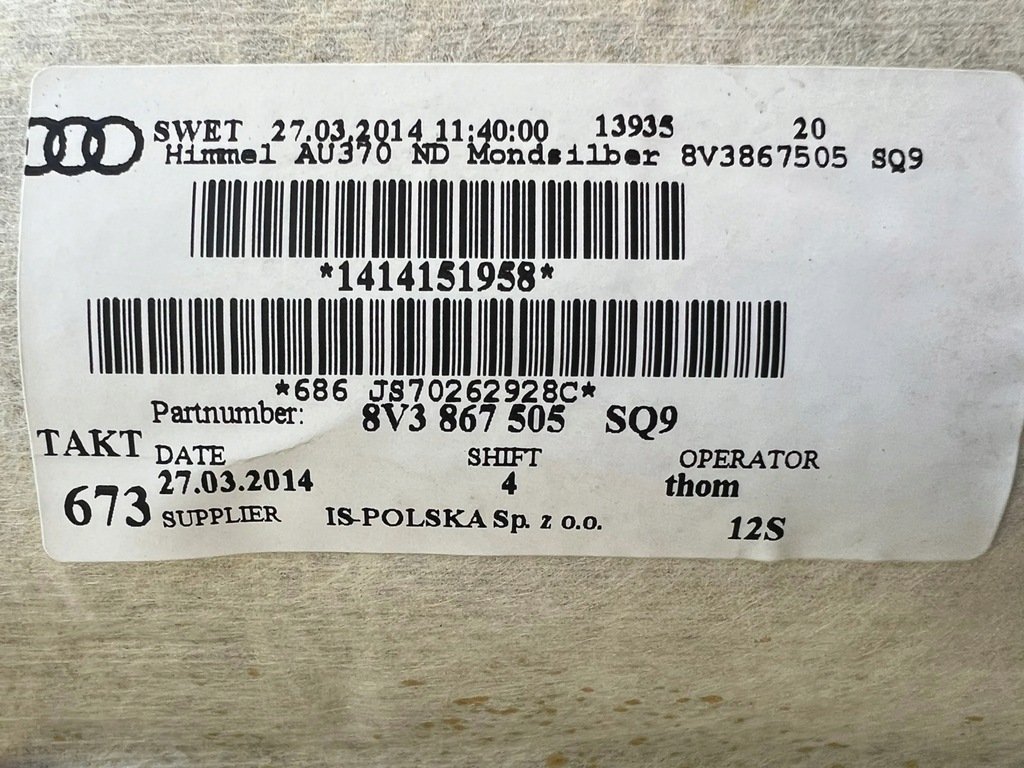 SWET 27.03.2014 11:40:00 13935 20
Himmel AU370 ND Mondsilber 8V3867505 SQ9
*1414151958*
*686 JS70262928C*
Partnumber: 8V3 867 505 SQ9
TAKT DATE SHIFT OPERATOR
673 27.03.2014 4 thom
SUPPLIER IS-POLSKA Sp. z o.o. 12S